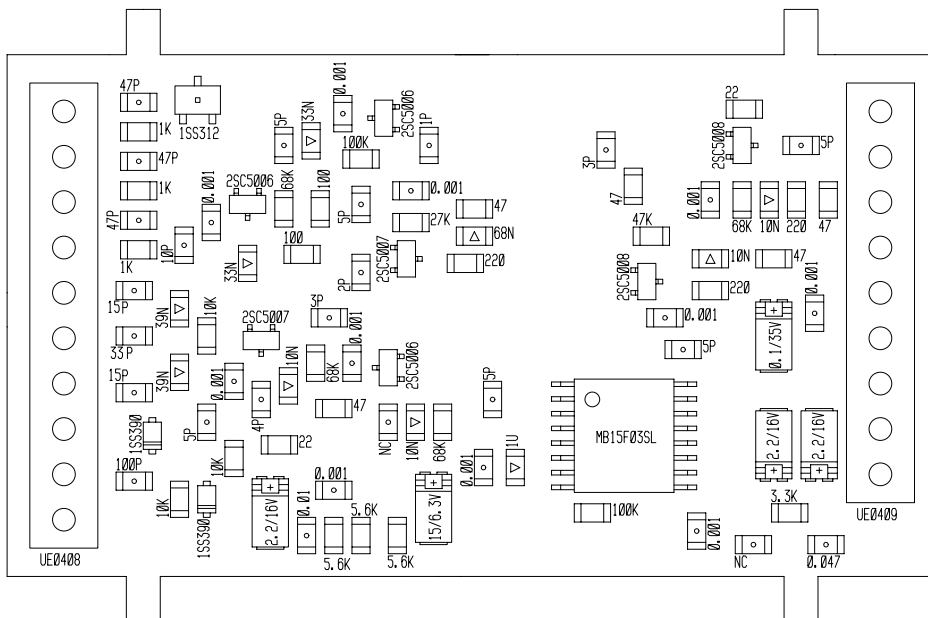 47P
1SS312
1K
47P
1K
47P
1K
0.001
10P
2SC5006
5P
33N
0.001
2SC5006
1P
100K
68K
100
5P
0.001
27K
47
68N
220
33N
100
2P
2SC5007
15P
39N
10K
33P
39N
15P
2SC5007
3P
0.001
10N
68K
2SC5006
0.001
4P
5P
47
22
NC
10N
68K
5P
1SS390
10K
100P
10K
1SS390
2.2/16V
0.001
0.01
5.6K
5.6K
5.6K
15/6.3V
0.001
1U
UE0408
3P
47
22
2SC5008
5P
0.001
68K
10N
220
47
47K
2SC5008
10N
47
220
0.001
0.001
0.1/35V
5P
MB15F03SL
2.2/16V
2.2/16V
100K
3.3K
0.001
NC
0.047
UE0409